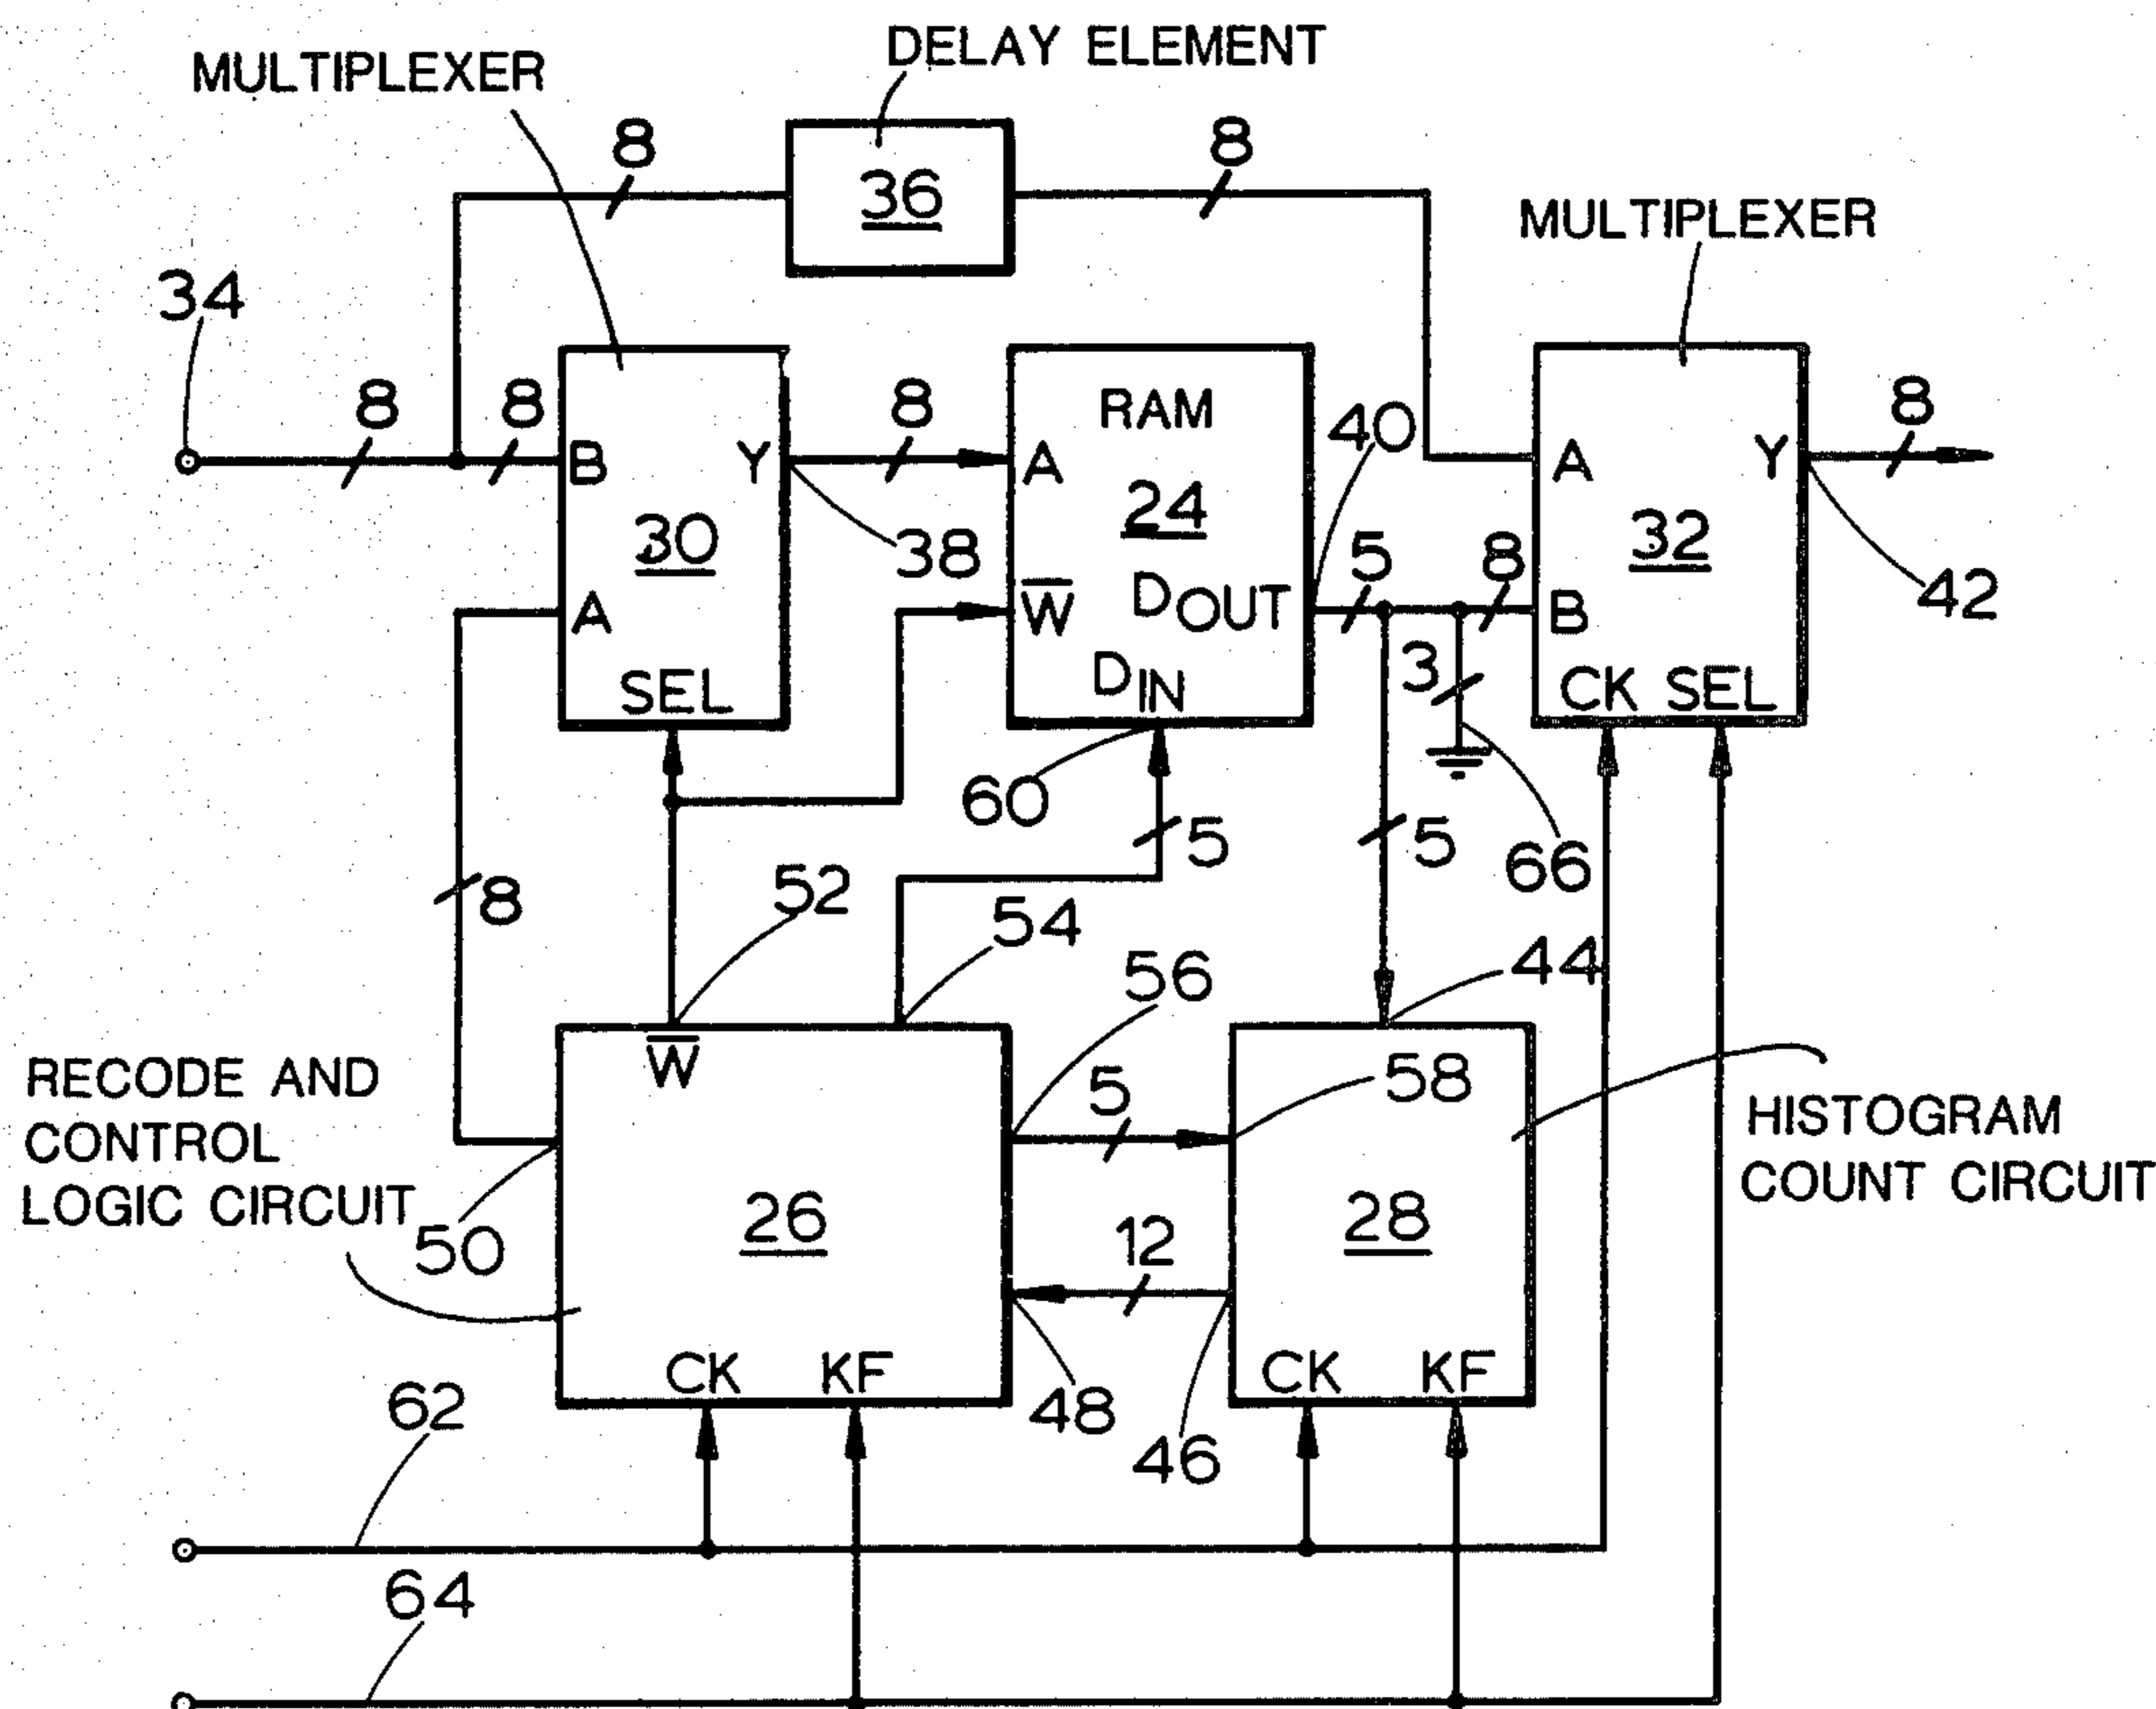 DELAY ELEMENT
MULTIPLEXER
8
8
36
MULTIPLEXER
34
8
8
8
8
RAM
40
B
Y
A
A
Y
24
30
38
32
5
8
42
A
W̅
DOUT
B
3
SEL
DIN
CK SEL
60
5
5
66
8
52
54
44
56
W̅
58
5
RECODE AND
CONTROL
LOGIC CIRCUIT
HISTOGRAM
COUNT CIRCUIT
50
26
12
28
CK
KF
CK
KF
62
48
46
64